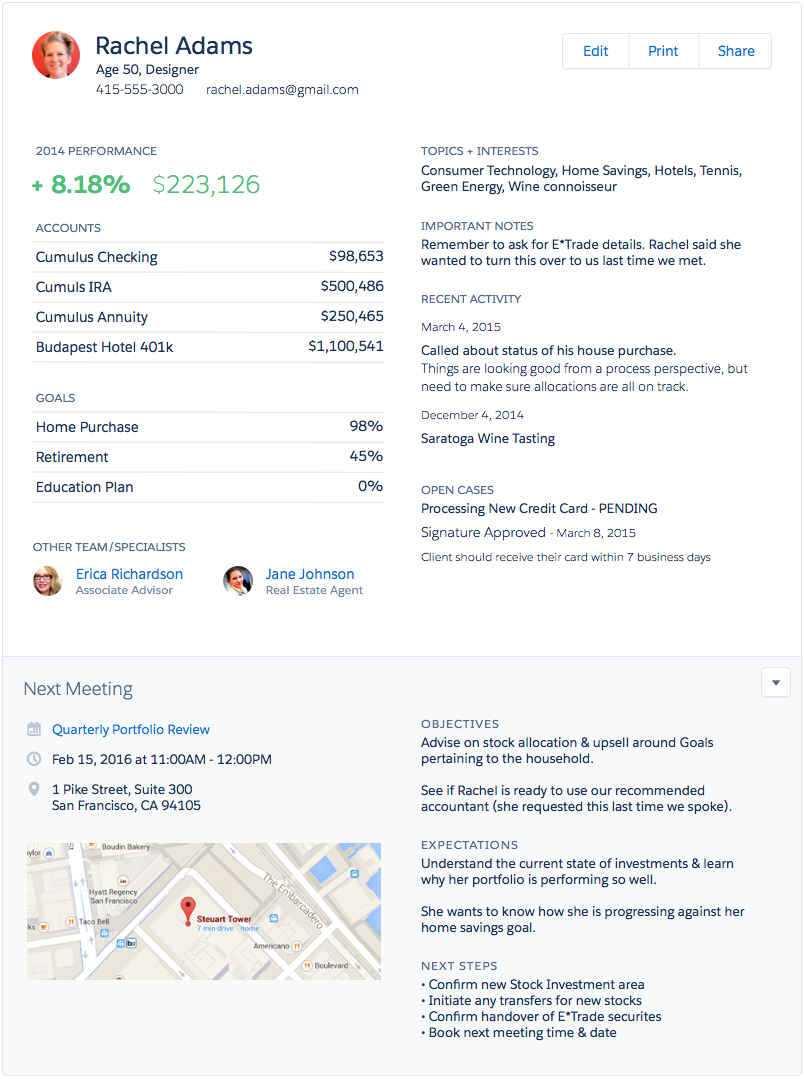 Rachel Adams
Age 50, Designer
415-555-3000 rachel.adams@gmail.com
Edit Print Share
2014 PERFORMANCE
+ 8.18% $223,126
ACCOUNTS
Cumulus Checking $98,653
Cumuls IRA $500,486
Cumulus Annuity $250,465
Budapest Hotel 401k $1,100,541
GOALS
Home Purchase 98%
Retirement 45%
Education Plan 0%
OTHER TEAM/SPECIALISTS
Erica Richardson
Associate Advisor
Jane Johnson
Real Estate Agent
TOPICS + INTERESTS
Consumer Technology, Home Savings, Hotels, Tennis,
Green Energy, Wine connoisseur
IMPORTANT NOTES
Remember to ask for E*Trade details. Rachel said she
wanted to turn this over to us last time we met.
RECENT ACTIVITY
March 4, 2015
Called about status of his house purchase.
Things are looking good from a process perspective, but
need to make sure allocations are all on track.
December 4, 2014
Saratoga Wine Tasting
OPEN CASES
Processing New Credit Card - PENDING
Signature Approved - March 8, 2015
Client should receive their card within 7 business days
Next Meeting
Quarterly Portfolio Review
Feb 15, 2016 at 11:00AM - 12:00PM
1 Pike Street, Suite 300
San Francisco, CA 94105
Boudin Bakery
aylor
Hyatt Regency
San Francisco
The Embarcadero
Taco Bell
ks
Steuart Tower
7 min drive - home
Americano
Boulevard
OBJECTIVES
Advise on stock allocation & upsell around Goals
pertaining to the household.
See if Rachel is ready to use our recommended
accountant (she requested this last time we spoke).
EXPECTATIONS
Understand the current state of investments & learn
why her portfolio is performing so well.
She wants to know how she is progressing against her
home savings goal.
NEXT STEPS
• Confirm new Stock Investment area
• Initiate any transfers for new stocks
• Confirm handover of E*Trade securites
• Book next meeting time & date